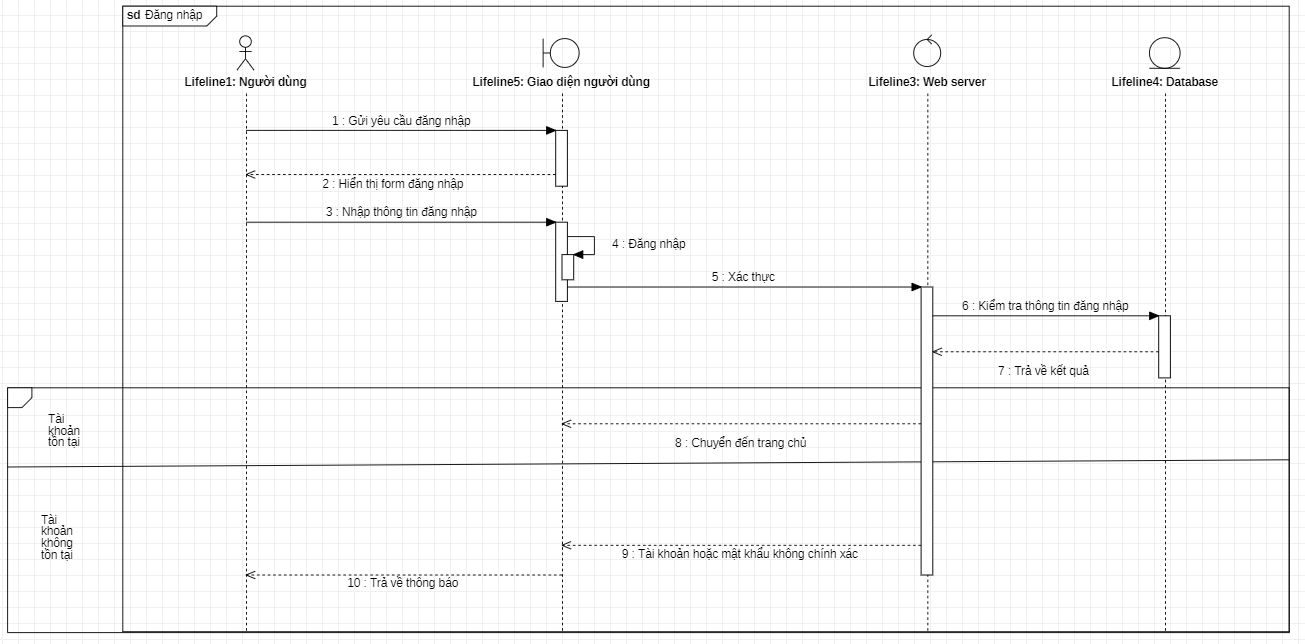 sd Đăng nhập
Lifeline1: Người dùng
Lifeline5: Giao diện người dùng
Lifeline3: Web server
Lifeline4: Database
1 : Gửi yêu cầu đăng nhập
2 : Hiển thị form đăng nhập
3 : Nhập thông tin đăng nhập
4 : Đăng nhập
5 : Xác thực
6 : Kiểm tra thông tin đăng nhập
7 : Trả về kết quả
Tài
khoản
tồn tại
8 : Chuyển đến trang chủ
Tài
khoản
không
tồn tại
9 : Tài khoản hoặc mật khẩu không chính xác
10 : Trả về thông báo